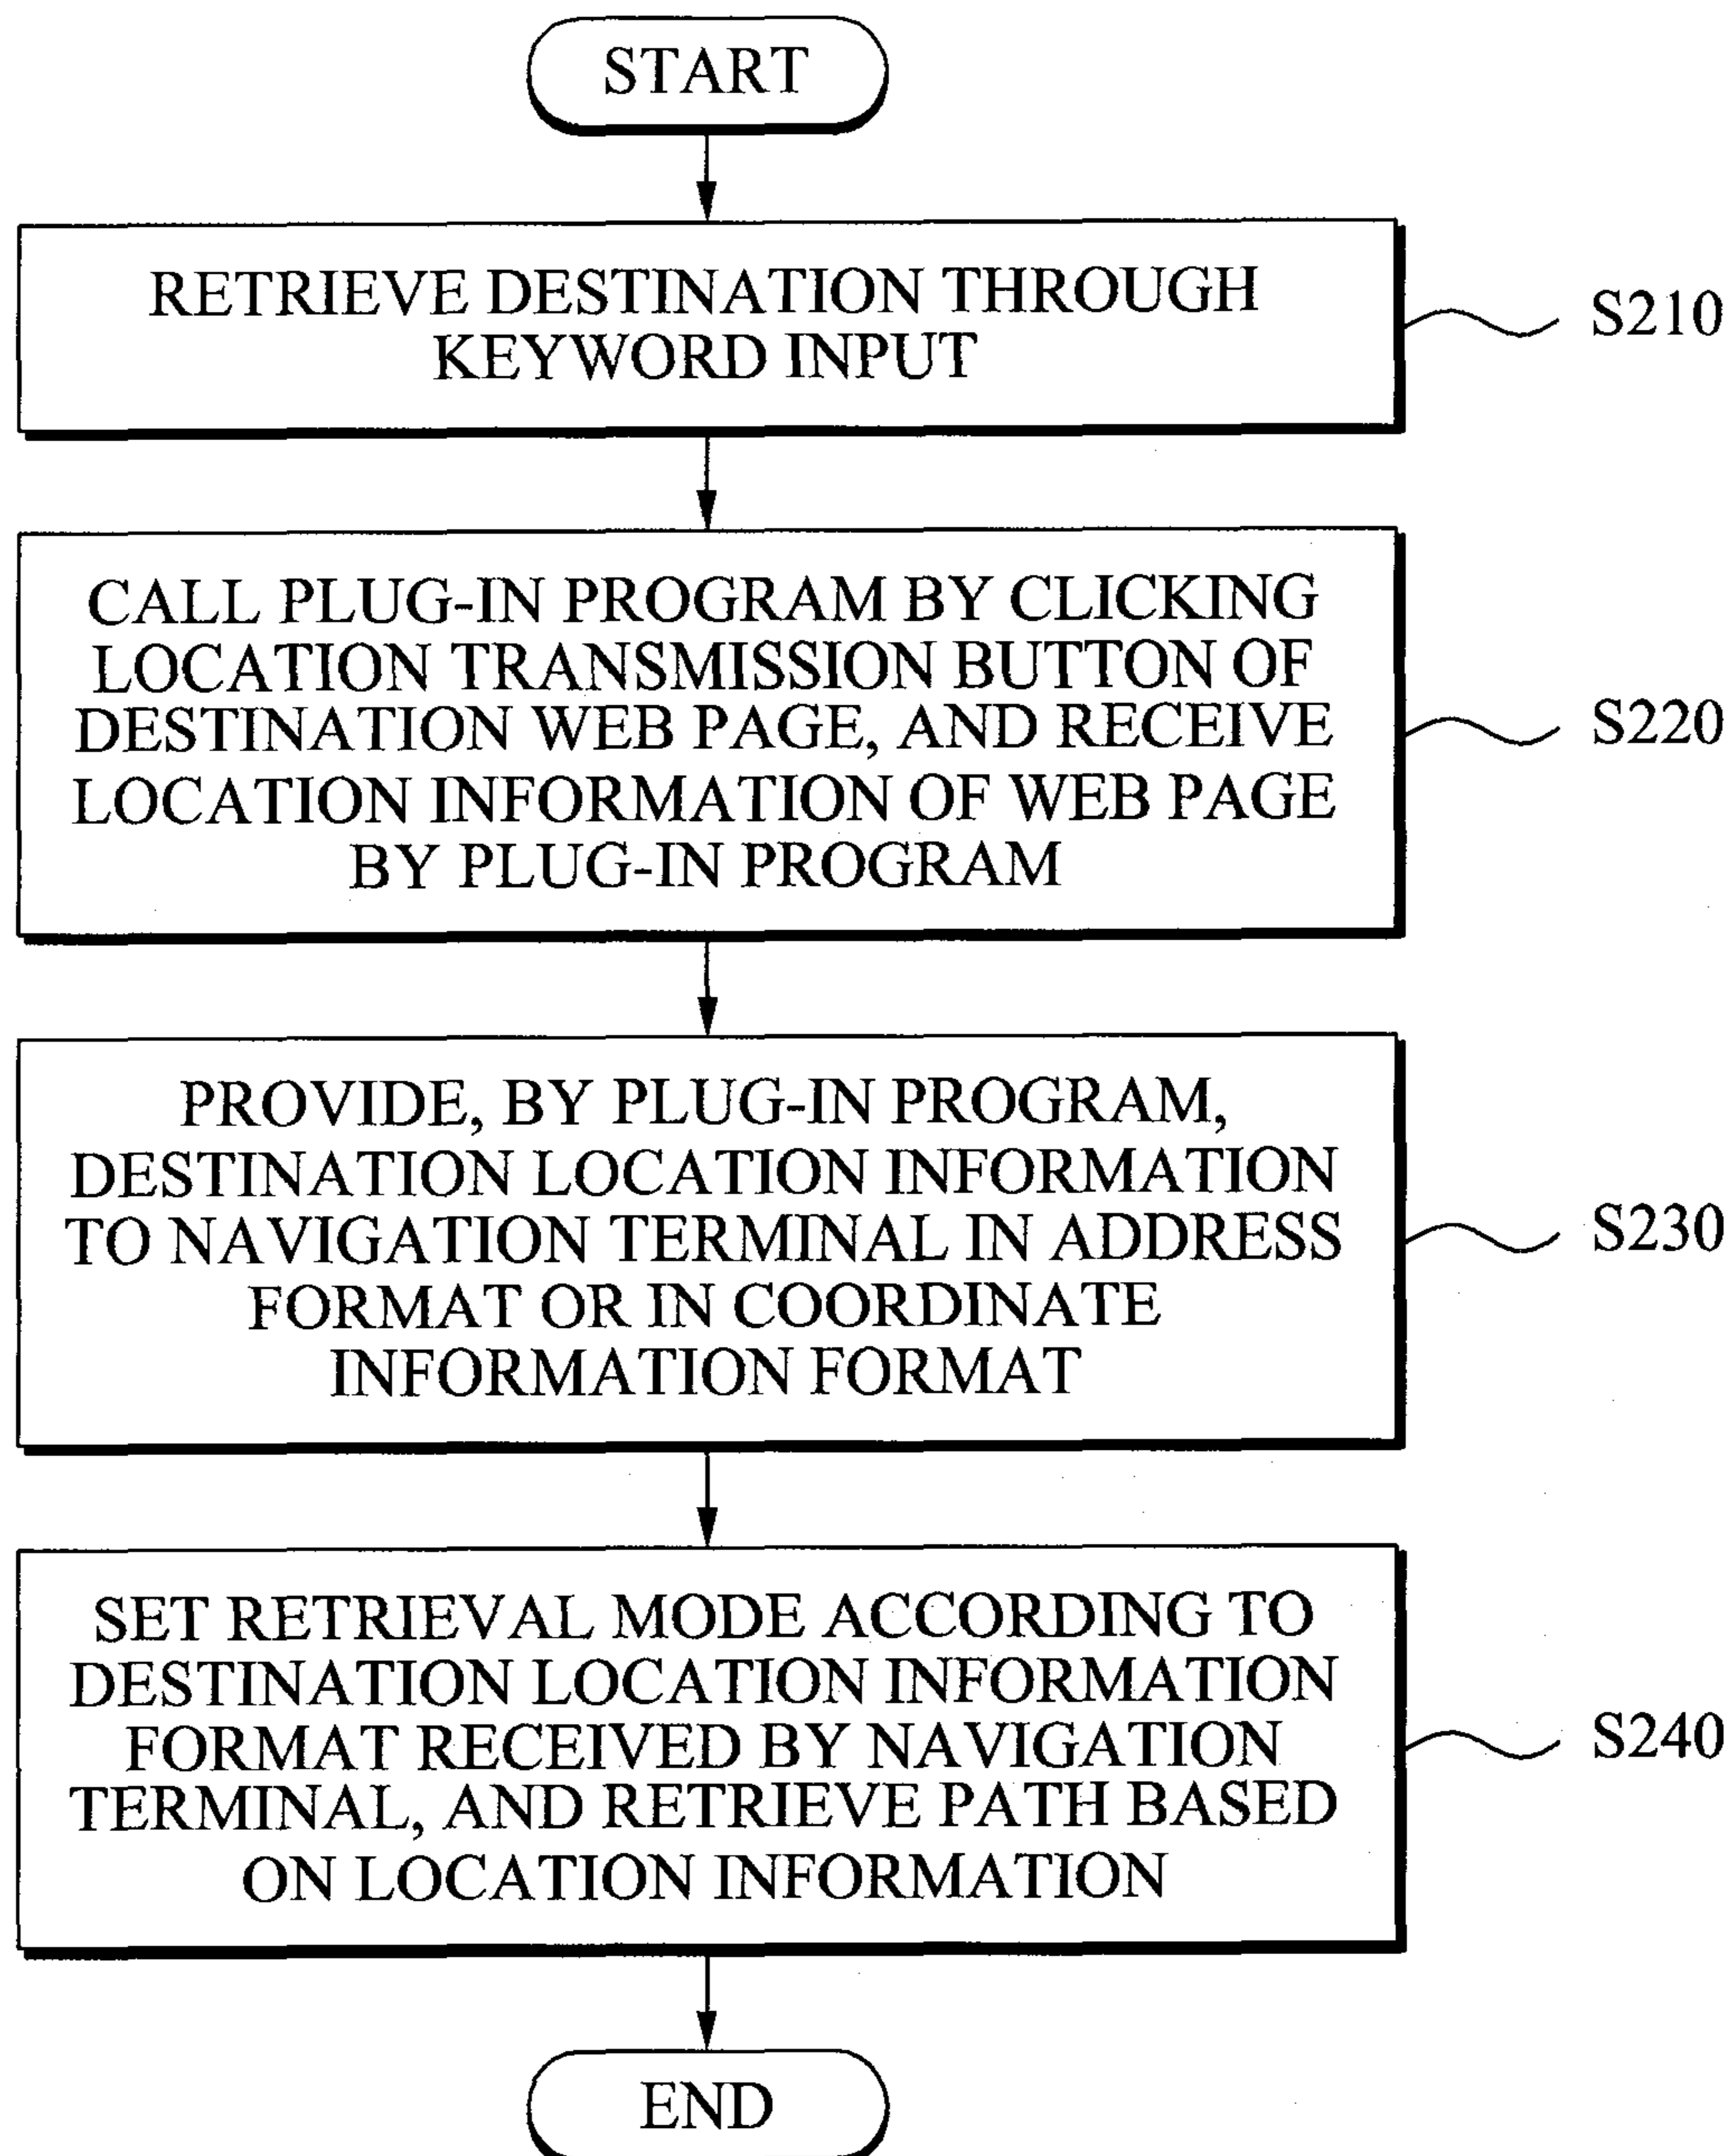 START
RETRIEVE DESTINATION THROUGH
KEYWORD INPUT
S210
CALL PLUG-IN PROGRAM BY CLICKING
LOCATION TRANSMISSION BUTTON OF
DESTINATION WEB PAGE, AND RECEIVE
LOCATION INFORMATION OF WEB PAGE
BY PLUG-IN PROGRAM
S220
PROVIDE, BY PLUG-IN PROGRAM,
DESTINATION LOCATION INFORMATION
TO NAVIGATION TERMINAL IN ADDRESS
FORMAT OR IN COORDINATE
INFORMATION FORMAT
S230
SET RETRIEVAL MODE ACCORDING TO
DESTINATION LOCATION INFORMATION
FORMAT RECEIVED BY NAVIGATION
TERMINAL, AND RETRIEVE PATH BASED
ON LOCATION INFORMATION
S240
END